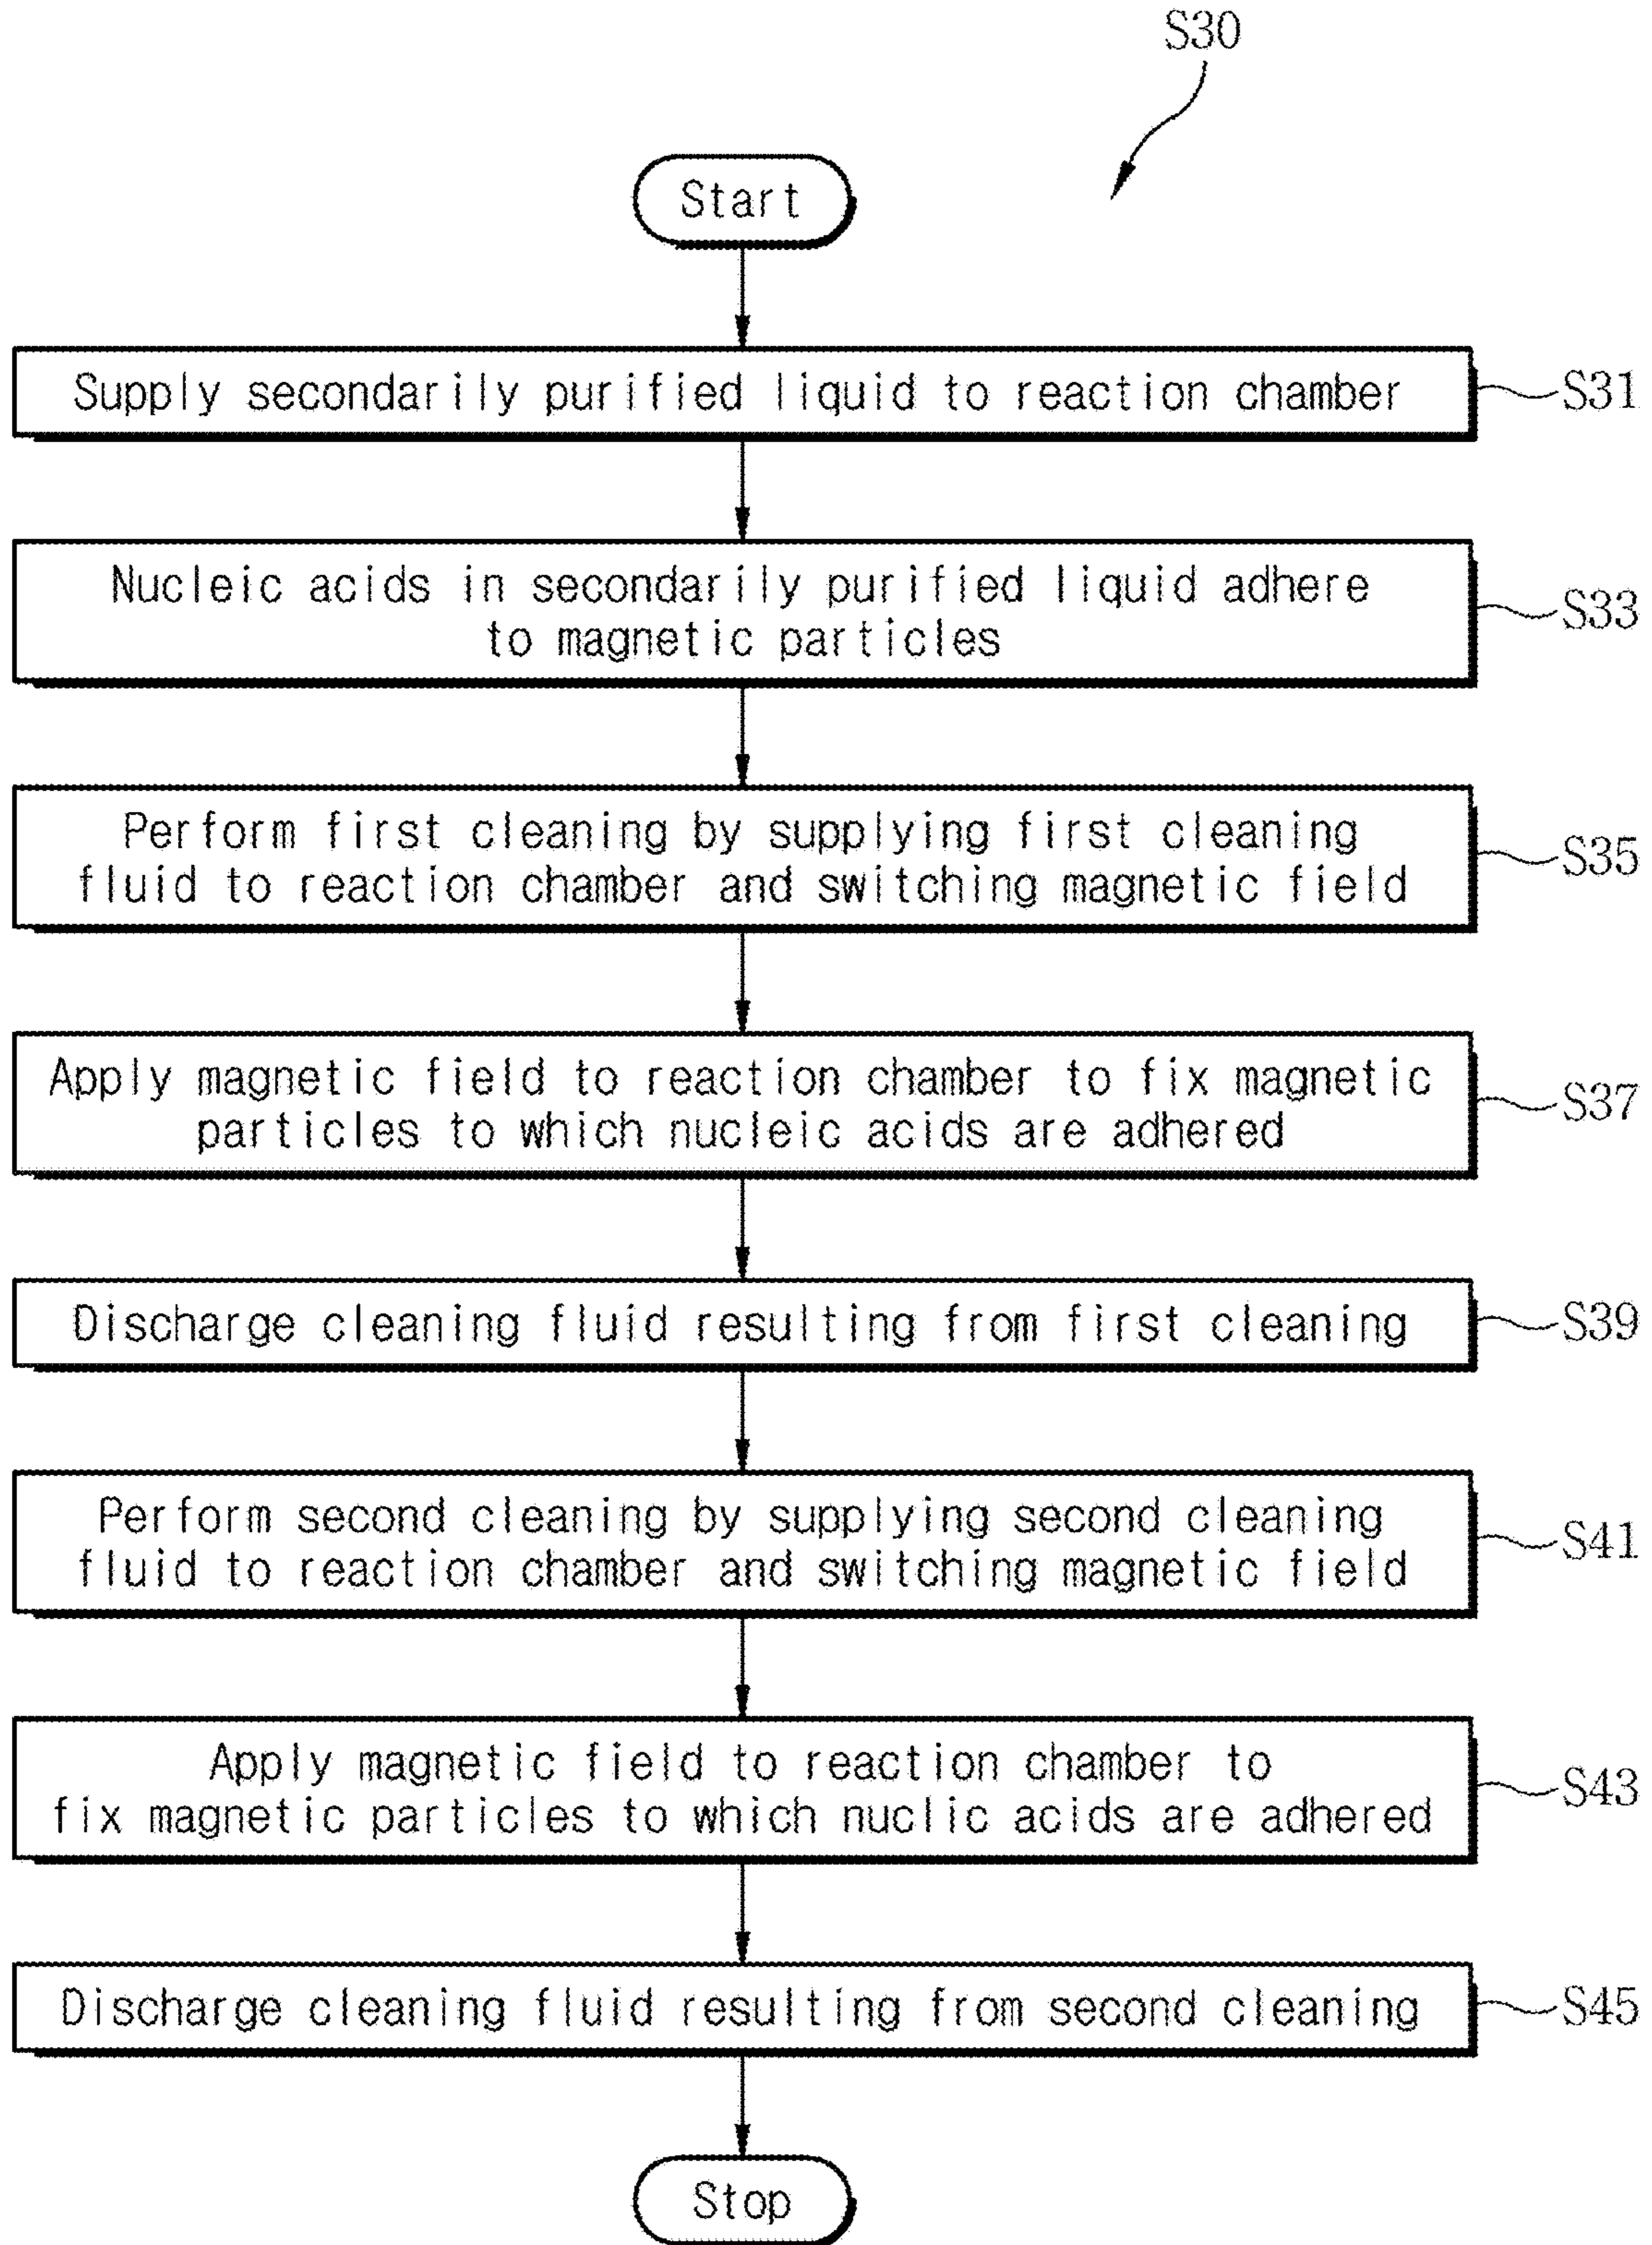 S30
Start
Supply secondarily purified liquid to reaction chamber
S31
Nucleic acids in secondarily purified liquid adhere
to magnetic particles
S33
Perform first cleaning by supplying first cleaning
fluid to reaction chamber and switching magnetic field
S35
Apply magnetic field to reaction chamber to fix magnetic
particles to which nucleic acids are adhered
S37
Discharge cleaning fluid resulting from first cleaning
S39
Perform second cleaning by supplying second cleaning
fluid to reaction chamber and switching magnetic field
S41
Apply magnetic field to reaction chamber to
fix magnetic particles to which nuclic acids are adhered
S43
Discharge cleaning fluid resulting from second cleaning
S45
Stop